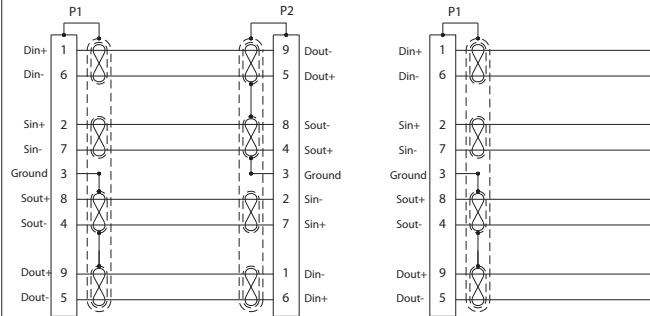 P1 P2 P1
Din+ 1 9 Dout- Din+ 1
Din- 6 5 Dout+ Din- 6
Sin+ 2 8 Sout- Sin+ 2
Sin- 7 4 Sout+ Sin- 7
Ground 3 3 Ground Ground 3
Sout+ 8 2 Sin- Sout+ 8
Sout- 4 7 Sin+ Sout- 4
Dout+ 9 1 Din- Dout+ 9
Dout- 5 6 Din+ Dout- 5